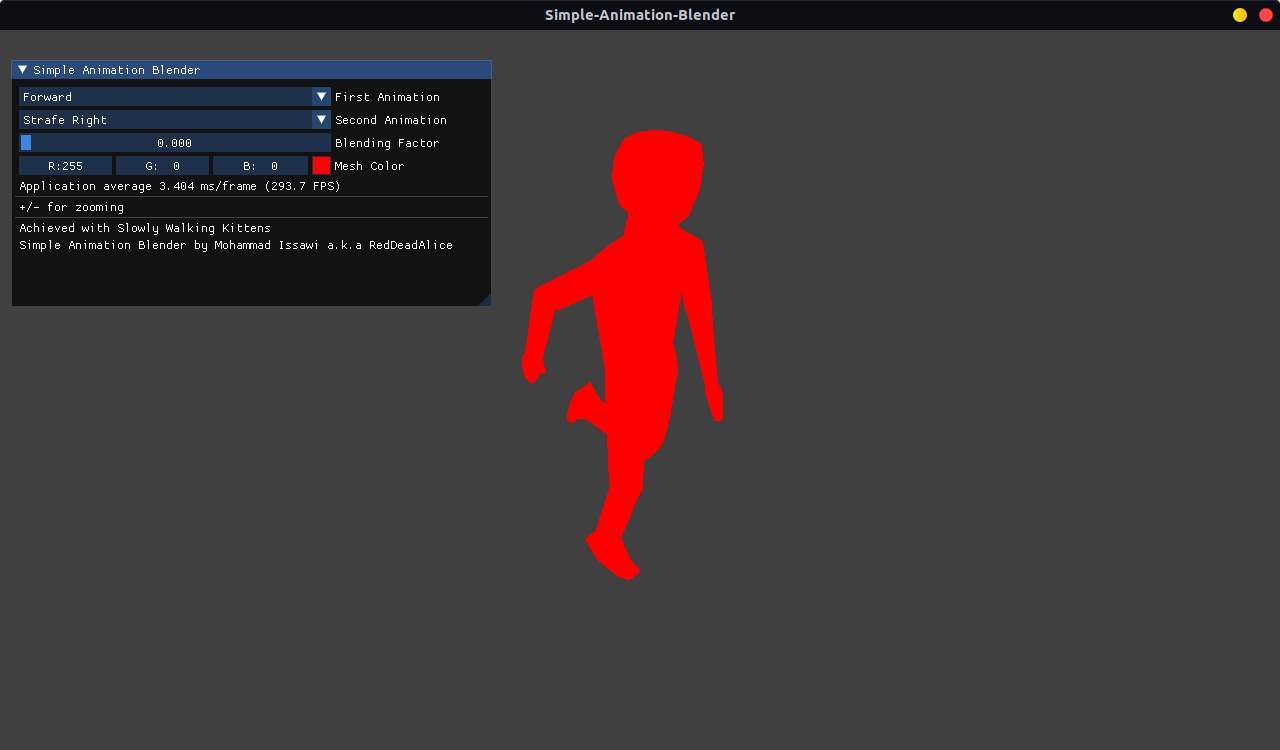 Simple-Animation-Blender
Simple Animation Blender
Forward First Animation
Strafe Right Second Animation
0.000 Blending Factor
R:255 G: 0 B: 0 Mesh Color
Application average 3.404 ms/frame (293.7 FPS)
+/- for zooming
Achieved with Slowly Walking Kittens
Simple Animation Blender by Mohammad Issawi a.k.a RedDeadAlice